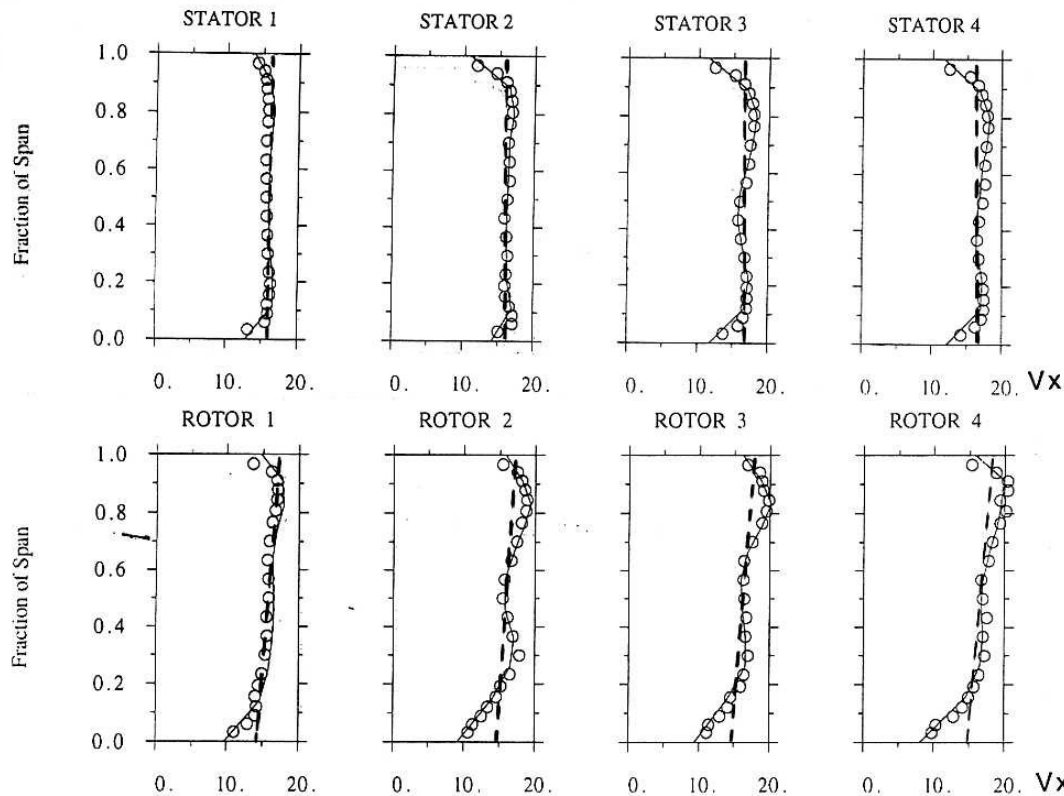 STATOR 1 STATOR 2 STATOR 3 STATOR 4
1.0
0.8
0.6
0.4
0.2
0.0
Fraction of Span
0. 10. 20. 0. 10. 20. 0. 10. 20. 0. 10. 20. Vx
ROTOR 1 ROTOR 2 ROTOR 3 ROTOR 4
1.0
0.8
0.6
0.4
0.2
0.0
Fraction of Span
0. 10. 20. 0. 10. 20. 0. 10. 20. 0. 10. 20. Vx